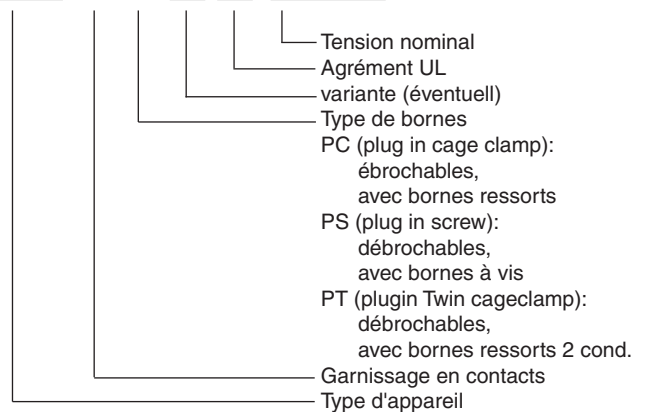 Tension nominal
Agrément UL
variante (éventuell)
Type de bornes
PC (plug in cage clamp):
ébrochables,
avec bornes ressorts
PS (plug in screw):
débrochables,
avec bornes à vis
PT (plugin Twin cageclamp):
débrochables,
avec bornes ressorts 2 cond.
Garnissage en contacts
Type d'appareil